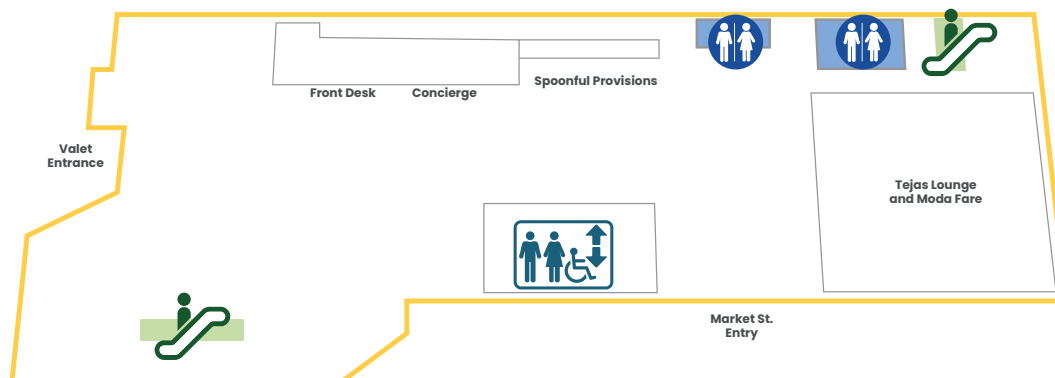 Front Desk
Concierge
Spoonful Provisions
Valet
Entrance
Tejas Lounge
and Moda Fare
Market St.
Entry